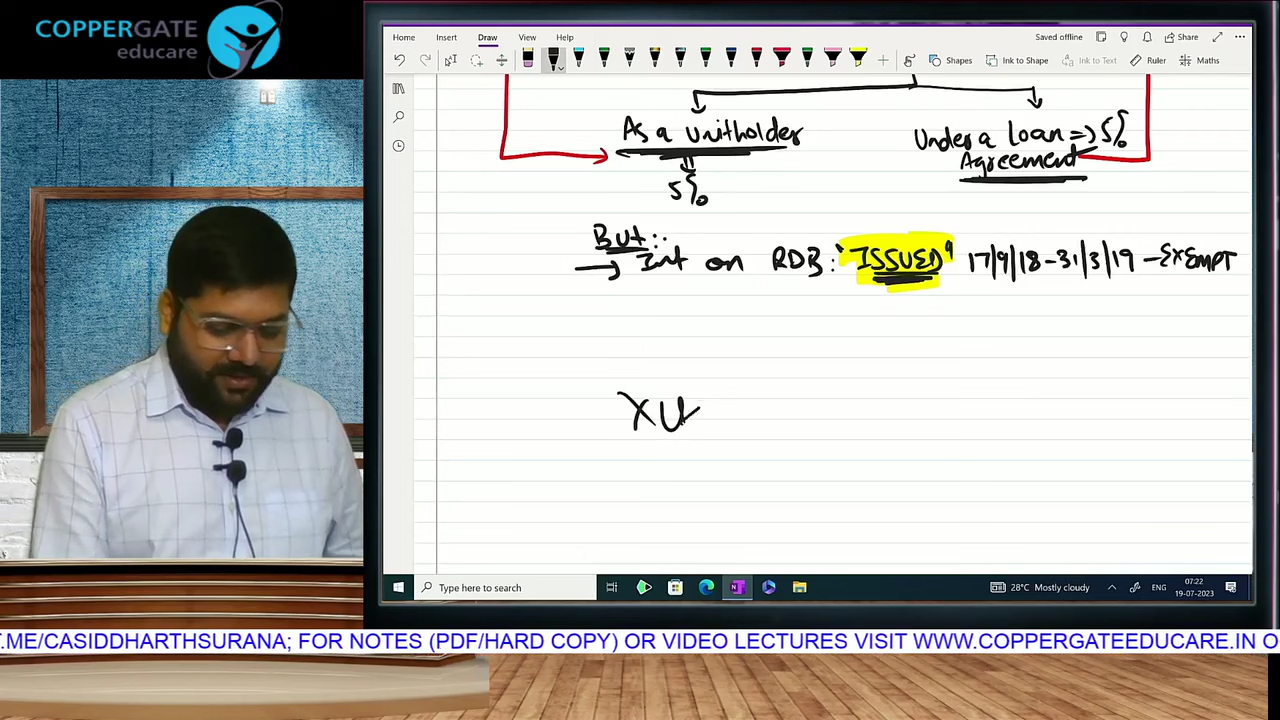 COPPERGATE
educare
Home Insert Draw View Help
Saved offline Share
Shapes Ink to Shape Ink to Text Ruler Maths
As a unitholder
5%
Under a loan => 5%
Agreement
But:
→ Int on RDB: "ISSUED" 17/9/18-31/3/19 - EXEMPT
XU
Type here to search
28°C Mostly cloudy ENG 07:22
19-07-2023
T.ME/CASIDDHARTHSURANA; FOR NOTES (PDF/HARD COPY) OR VIDEO LECTURES VISIT WWW.COPPERGATEEDUCARE.IN O